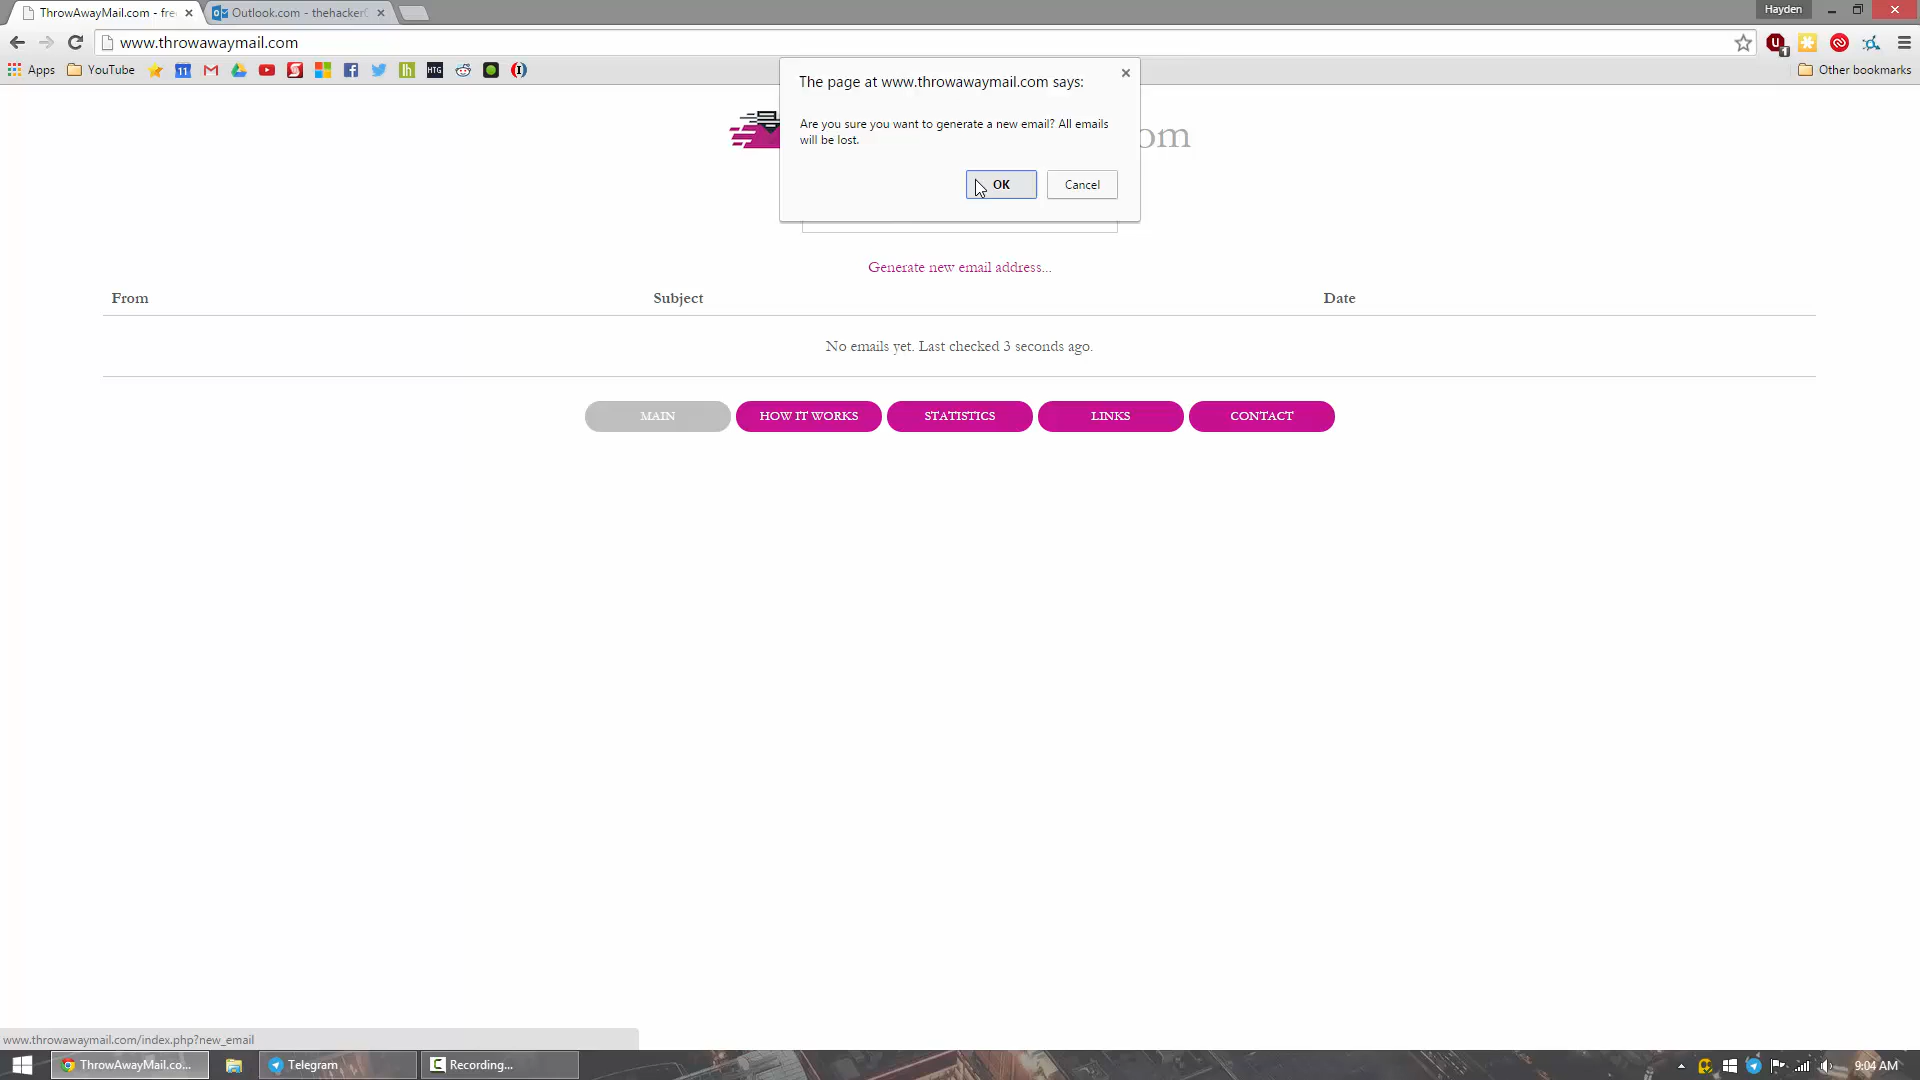 ThrowAwayMail.com - fre
Outlook.com - thehacker
Hayden
www.throwawaymail.com
Apps
YouTube
11
HTG
Other bookmarks
The page at www.throwawaymail.com says:
Are you sure you want to generate a new email? All emails
will be lost.
OK
Cancel
om
Generate new email address...
From
Subject
Date
No emails yet. Last checked 3 seconds ago.
MAIN
HOW IT WORKS
STATISTICS
LINKS
CONTACT
www.throwawaymail.com/index.php?new_email
ThrowAwayMail.co...
Telegram
Recording...
9:04 AM